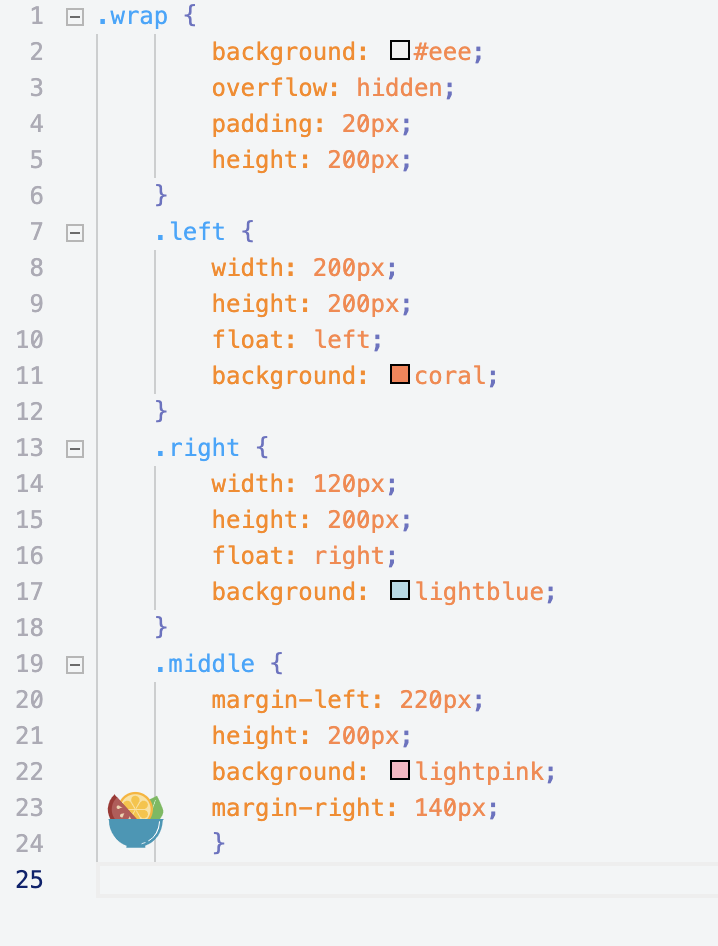 1 .wrap {
2 background: #eee;
3 overflow: hidden;
4 padding: 20px;
5 height: 200px;
6 }
7 .left {
8 width: 200px;
9 height: 200px;
10 float: left;
11 background: coral;
12 }
13 .right {
14 width: 120px;
15 height: 200px;
16 float: right;
17 background: lightblue;
18 }
19 .middle {
20 margin-left: 220px;
21 height: 200px;
22 background: lightpink;
23 margin-right: 140px;
24 }
25